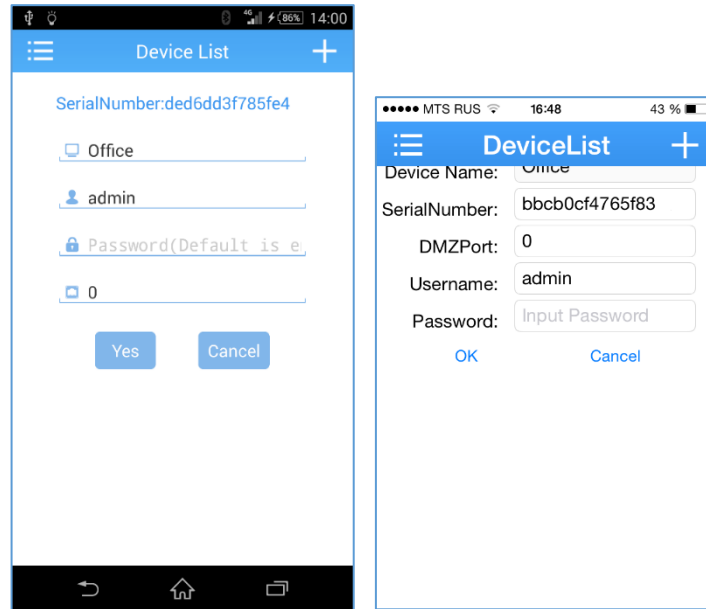 4G 86% 14:00
Device List
SerialNumber:ded6dd3f785fe4
Office
admin
Password(Default is e
0
Yes Cancel
MTS RUS 16:48 43 %
DeviceList
Device Name: Office
SerialNumber: bbcb0cf4765f83
DMZPort: 0
Username: admin
Password: Input Password
OK Cancel